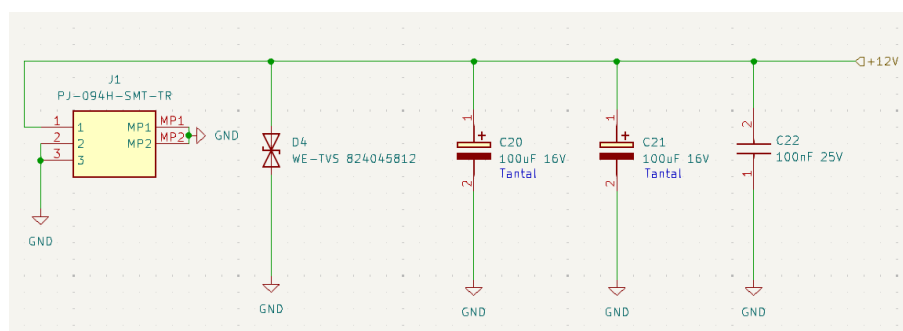 +12V
J1
PJ-094H-SMT-TR
1
1
MP1
MP1
2
2
MP2
MP2
GND
3
3
GND
D4
WE-TVS 824045812
GND
1
+
C20
100uF 16V
Tantal
2
GND
1
+
C21
100uF 16V
Tantal
2
GND
2
C22
100nF 25V
1
GND